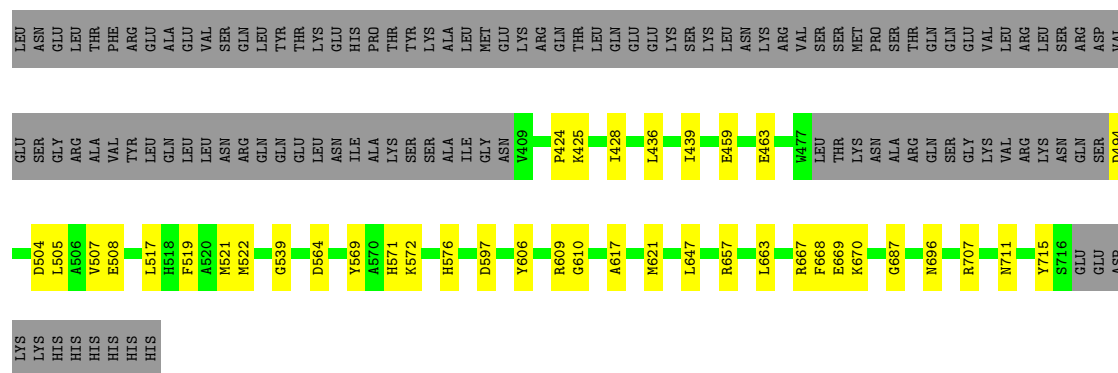 LEU ASN GLU LEU THR PHE ARG GLU ALA GLU VAL SER GLN LEU TYR THR LYS GLU HIS PRO THR TYR LYS ALA LEU MET GLU LYS ARG GLN THR LEU GLN GLU GLU LYS SER LYS LEU ASN LYS ARG VAL SER SER MET PRO SER THR GLN GLN GLU VAL LEU ARG LEU SER ARG ASP VAL
GLU SER GLY ARG ALA VAL TYR LEU GLN LEU LEU ASN ARG GLN GLN GLU LEU ASN ILE ALA LYS SER SER ALA ILE GLY ASN V409 P424 K425 I428 L436 I439 E459 E463 W477 LEU THR LYS ASN ALA ARG GLN SER GLY LYS VAL ARG LYS ASN GLN SER
D504 L505 A506 V507 E508 L517 H518 F519 A520 M521 M522 G539 D564 Y569 A570 H571 K572 H576 D597 Y606 R609 G610 A617 M621 L647 R657 L663 R667 F668 E669 K670 G687 N696 R707 N711 Y715 S716 GLU GLU ASP
LYS LYS HIS HIS HIS HIS HIS HIS